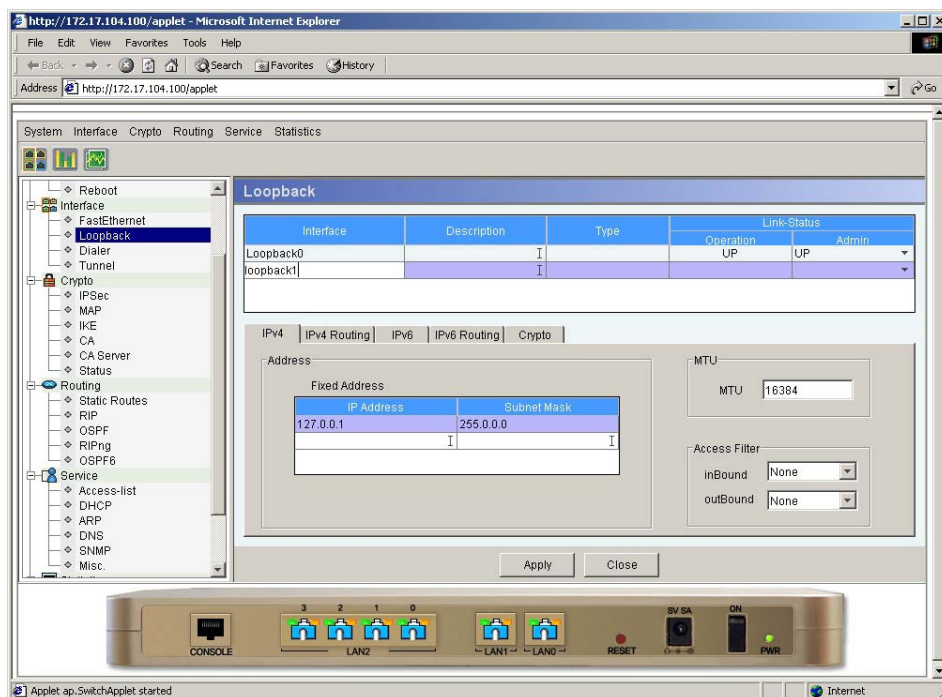 http://172.17.104.100/applet - Microsoft Internet Explorer
File Edit View Favorites Tools Help
Back Search Favorites History
Address http://172.17.104.100/applet Go
System Interface Crypto Routing Service Statistics
Reboot
Interface
FastEthernet
Loopback
Dialer
Tunnel
Crypto
IPSec
MAP
IKE
CA
CA Server
Status
Routing
Static Routes
RIP
OSPF
RIPng
OSPF6
Service
Access-list
DHCP
ARP
DNS
SNMP
Misc.
Loopback
Interface Description Type Link-Status
Operation Admin
Loopback0 UP UP
loopback1
IPv4 IPv4 Routing IPv6 IPv6 Routing Crypto
Address
Fixed Address
IP Address Subnet Mask
127.0.0.1 255.0.0.0
MTU
MTU 16384
Access Filter
inBound None
outBound None
Apply Close
3 2 1 0
CONSOLE
LAN2
LAN1 LAN0
RESET
5V 5A
ON
PWR
Applet ap.SwitchApplet started
Internet